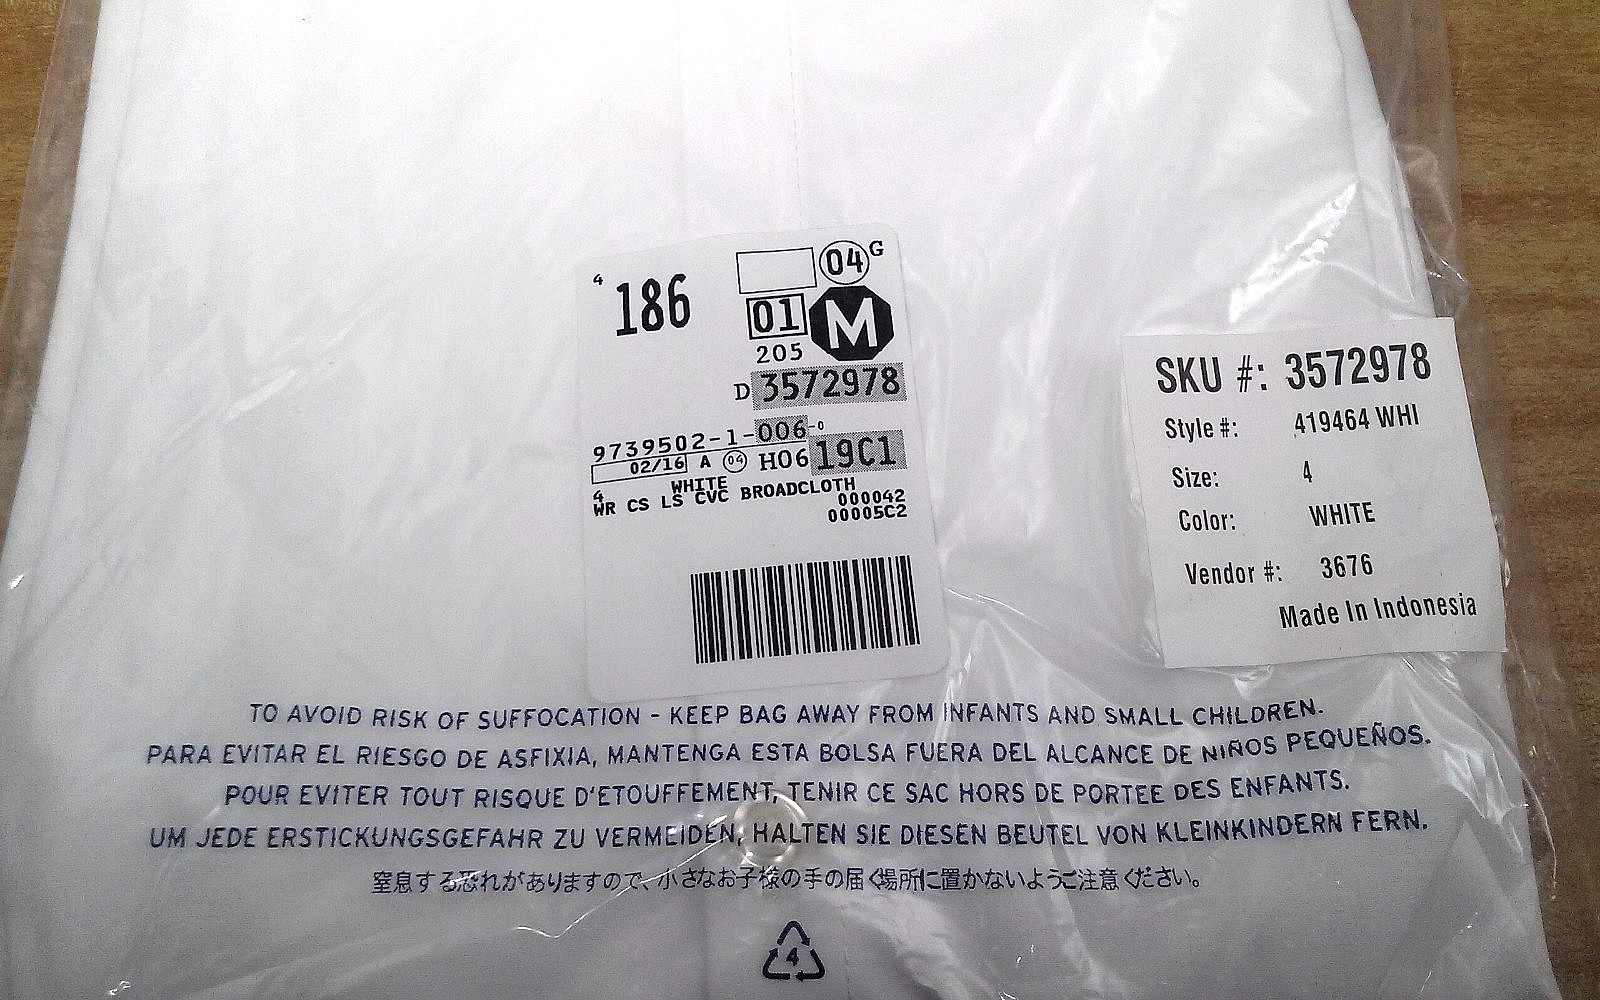 4 186 04 G
01 M
205
D 3572978
9739502-1-006-0
02/16 A 04 H06 19C1
4 WHITE
WR CS LS CVC BROADCLOTH 000042
00005C2
SKU #: 3572978
Style #: 419464 WHI
Size: 4
Color: WHITE
Vendor #: 3676
Made In Indonesia
TO AVOID RISK OF SUFFOCATION - KEEP BAG AWAY FROM INFANTS AND SMALL CHILDREN.
PARA EVITAR EL RIESGO DE ASFIXIA, MANTENGA ESTA BOLSA FUERA DEL ALCANCE DE NIÑOS PEQUEÑOS.
POUR EVITER TOUT RISQUE D'ETOUFFEMENT, TENIR CE SAC HORS DE PORTEE DES ENFANTS.
UM JEDE ERSTICKUNGSGEFAHR ZU VERMEIDEN, HALTEN SIE DIESEN BEUTEL VON KLEINKINDERN FERN.
窒息する恐れがありますので、小さなお子様の手の届く場所に置かないようご注意ください。
4